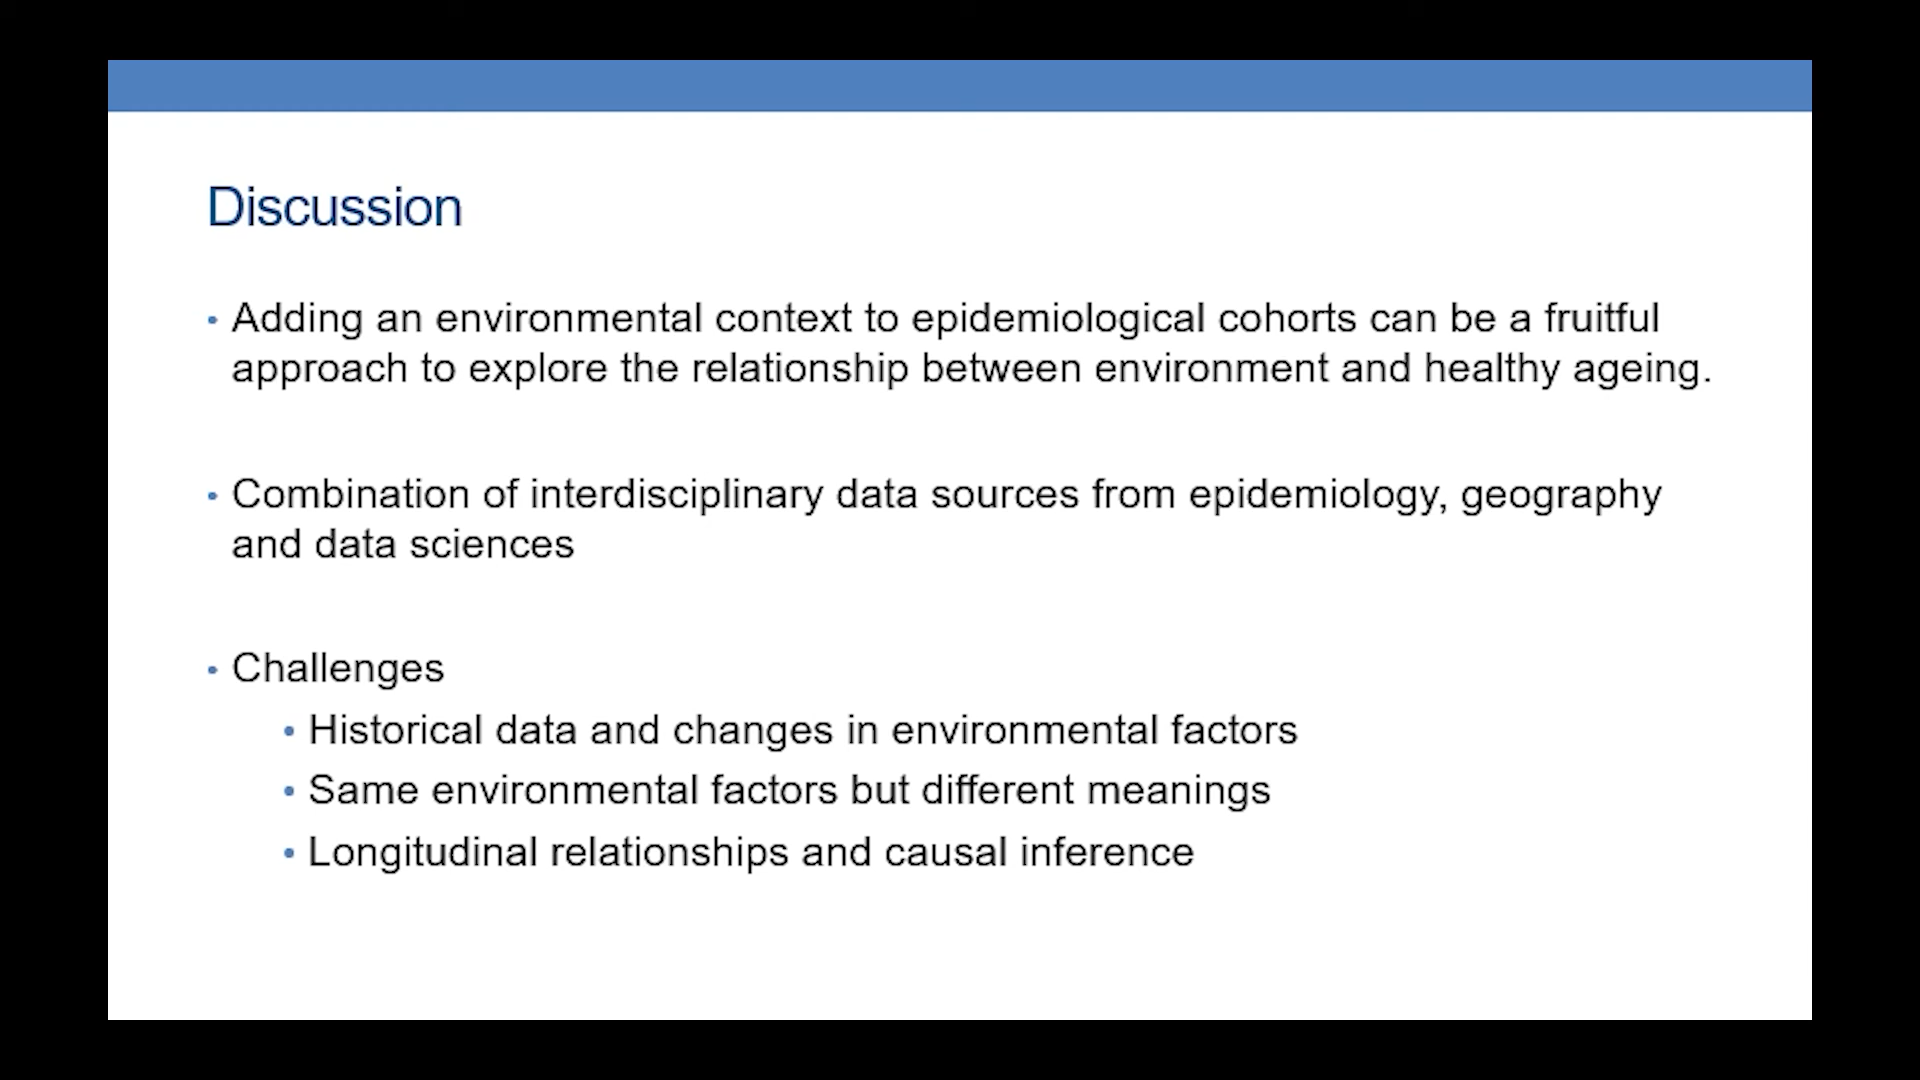 Discussion
• Adding an environmental context to epidemiological cohorts can be a fruitful
approach to explore the relationship between environment and healthy ageing.
• Combination of interdisciplinary data sources from epidemiology, geography
and data sciences
• Challenges
• Historical data and changes in environmental factors
• Same environmental factors but different meanings
• Longitudinal relationships and causal inference